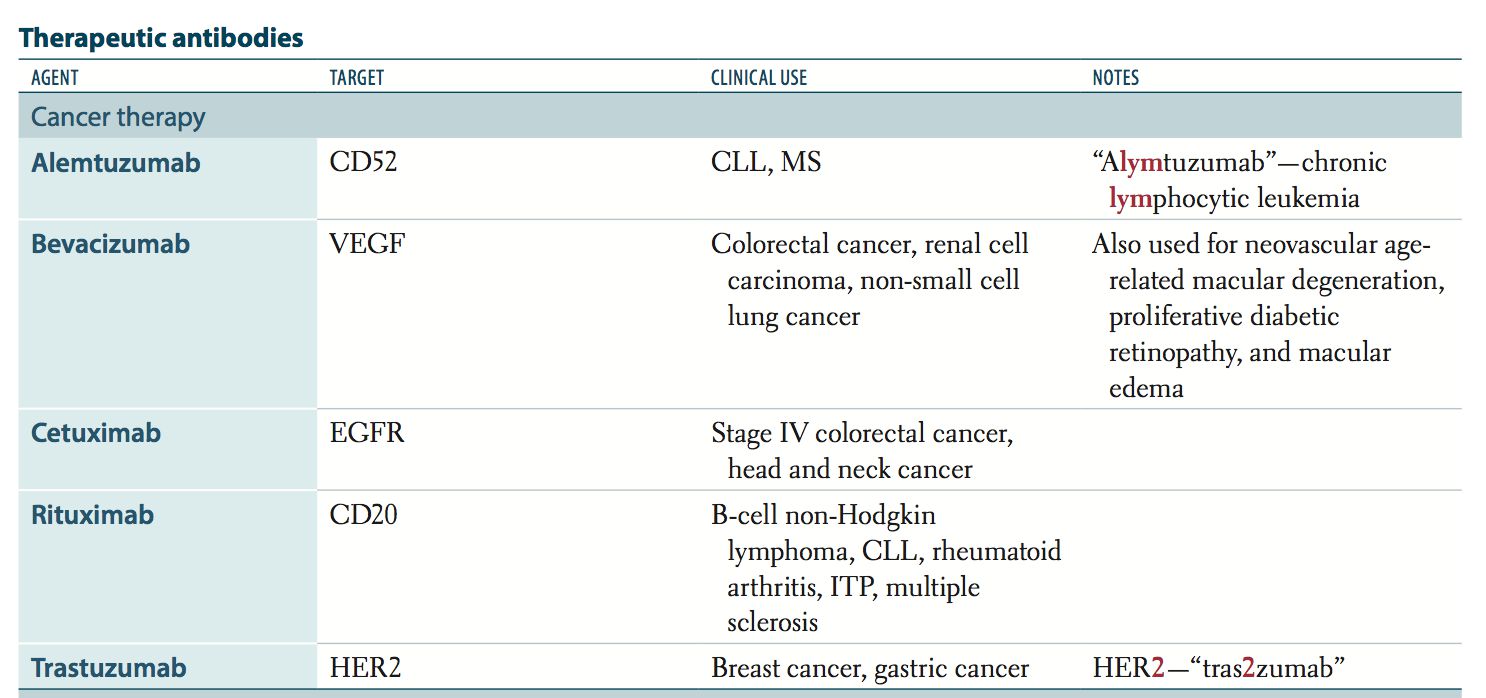 Therapeutic antibodies
AGENT TARGET CLINICAL USE NOTES
Cancer therapy
Alemtuzumab CD52 CLL, MS “Alymtuzumab”—chronic
lymphocytic leukemia
Bevacizumab VEGF Colorectal cancer, renal cell Also used for neovascular age-
carcinoma, non-small cell related macular degeneration,
lung cancer proliferative diabetic
retinopathy, and macular
edema
Cetuximab EGFR Stage IV colorectal cancer,
head and neck cancer
Rituximab CD20 B-cell non-Hodgkin
lymphoma, CLL, rheumatoid
arthritis, ITP, multiple
sclerosis
Trastuzumab HER2 Breast cancer, gastric cancer HER2—“tras2zumab”